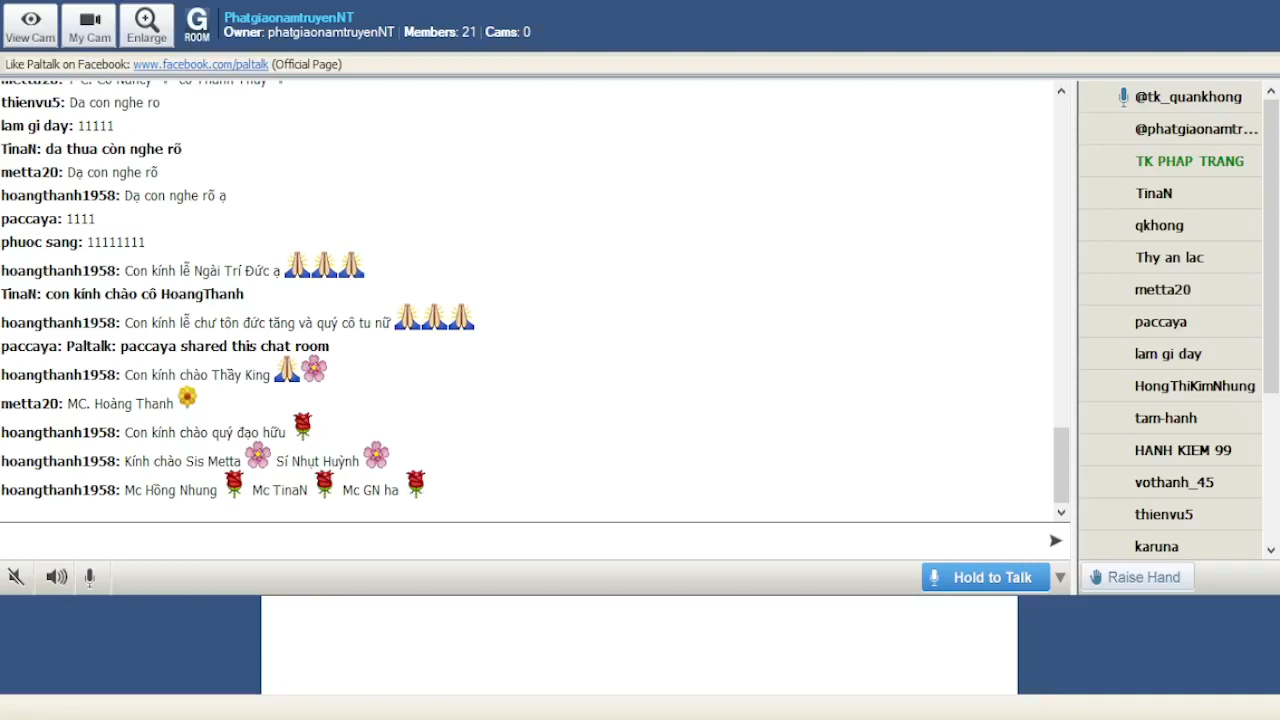 View Cam
My Cam
Enlarge
G
ROOM
PhatgiaonamtruyenNT
Owner: phatgiaonamtruyenNT | Members: 21 | Cams: 0
Like Paltalk on Facebook: www.facebook.com/paltalk (Official Page)
thienvu5: Da con nghe ro
lam gi day: 11111
TinaN: da thua còn nghe rõ
metta20: Dạ con nghe rõ
hoangthanh1958: Dạ con nghe rõ ạ
paccaya: 1111
phuoc sang: 11111111
hoangthanh1958: Con kính lễ Ngài Trí Đức ạ 🙏🙏🙏
TinaN: con kính chào cô HoangThanh
hoangthanh1958: Con kính lễ chư tôn đức tăng và quý cô tu nữ 🙏🙏🙏
paccaya: Paltalk: paccaya shared this chat room
hoangthanh1958: Con kính chào Thầy King 🙏🌸
metta20: MC. Hoàng Thanh 🌼
hoangthanh1958: Con kính chào quý đạo hữu 🌹
hoangthanh1958: Kính chào Sis Metta 🌸 Sí Nhụt Huỳnh 🌸
hoangthanh1958: Mc Hồng Nhung 🌹 Mc TinaN 🌹 Mc GN ha 🌹
@tk_quankhong
@phatgiaonamtr...
TK PHAP TRANG
TinaN
qkhong
Thy an lac
metta20
paccaya
lam gi day
HongThiKimNhung
tam-hanh
HANH KIEM 99
vothanh_45
thienvu5
karuna
Hold to Talk
Raise Hand